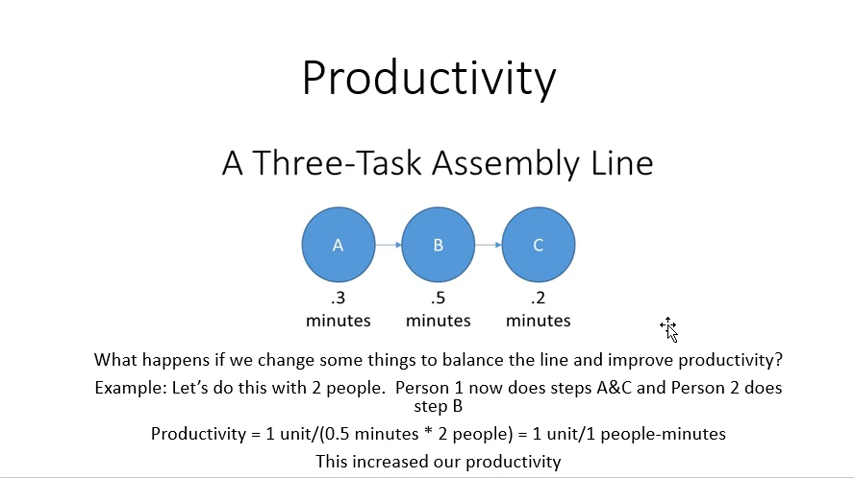 Productivity
A Three-Task Assembly Line
A B C
.3 .5 .2
minutes minutes minutes
What happens if we change some things to balance the line and improve productivity?
Example: Let’s do this with 2 people.  Person 1 now does steps A&C and Person 2 does
step B
Productivity = 1 unit/(0.5 minutes * 2 people) = 1 unit/1 people-minutes
This increased our productivity